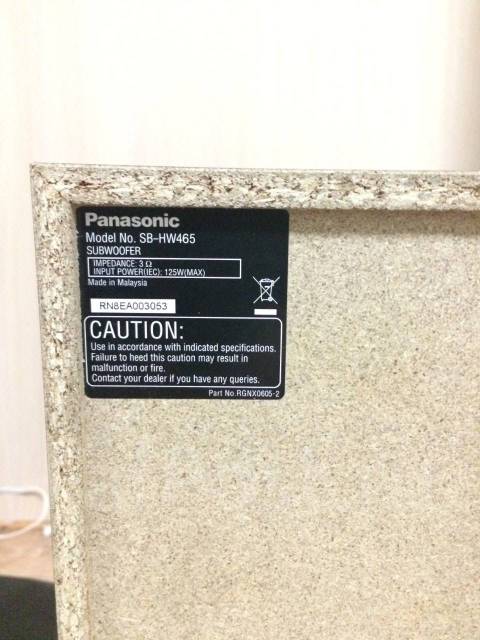 Panasonic
Model No. SB-HW465
SUBWOOFER
IMPEDANCE: 3 Ω
INPUT POWER(IEC): 125W(MAX)
Made in Malaysia
RN8EA003053
CAUTION:
Use in accordance with indicated specifications.
Failure to heed this caution may result in
malfunction or fire.
Contact your dealer if you have any queries.
Part No.RGNX0605-2